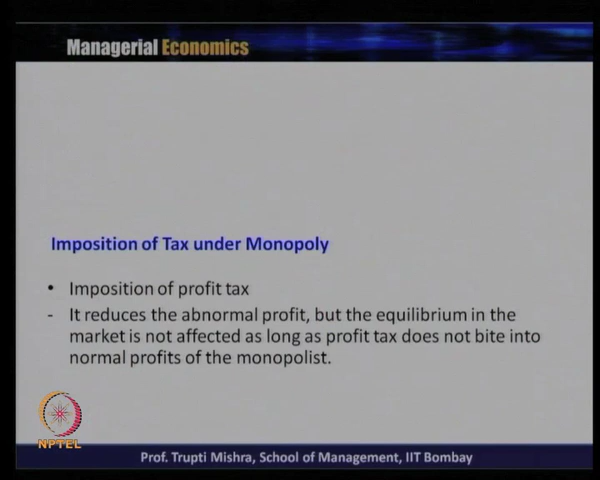 Managerial Economics
Imposition of Tax under Monopoly
• Imposition of profit tax
- It reduces the abnormal profit, but the equilibrium in the
market is not affected as long as profit tax does not bite into
normal profits of the monopolist.
NPTEL
Prof. Trupti Mishra, School of Management, IIT Bombay